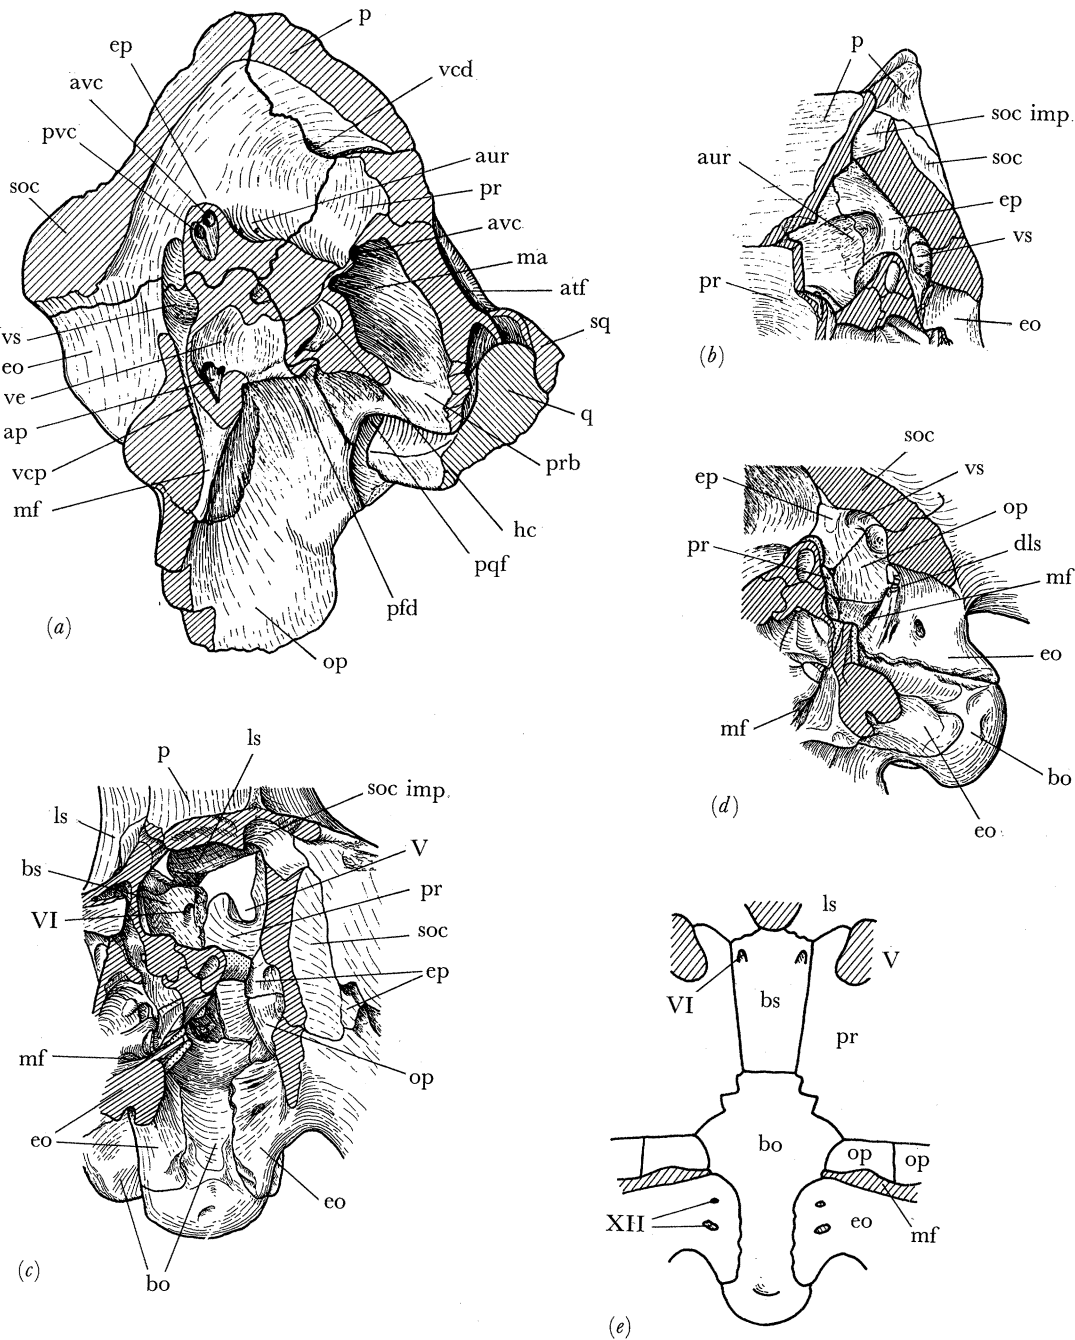 p
ep
avc
vcd
pvc
aur
soc
pr
avc
ma
atf
vs
sq
eo
ve
ap
q
vcp
prb
mf
hc
pqf
pfd
(a)
op
p
soc imp.
aur
soc
ep
vs
pr
eo
(b)
soc
ep
vs
op
pr
dls
mf
eo
mf
bo
(d)
eo
p
ls
soc imp.
ls
V
bs
pr
VI
soc
ep
mf
op
eo
eo
(c)
bo
ls
V
VI
bs
pr
bo
op
op
XII
eo
mf
(e)